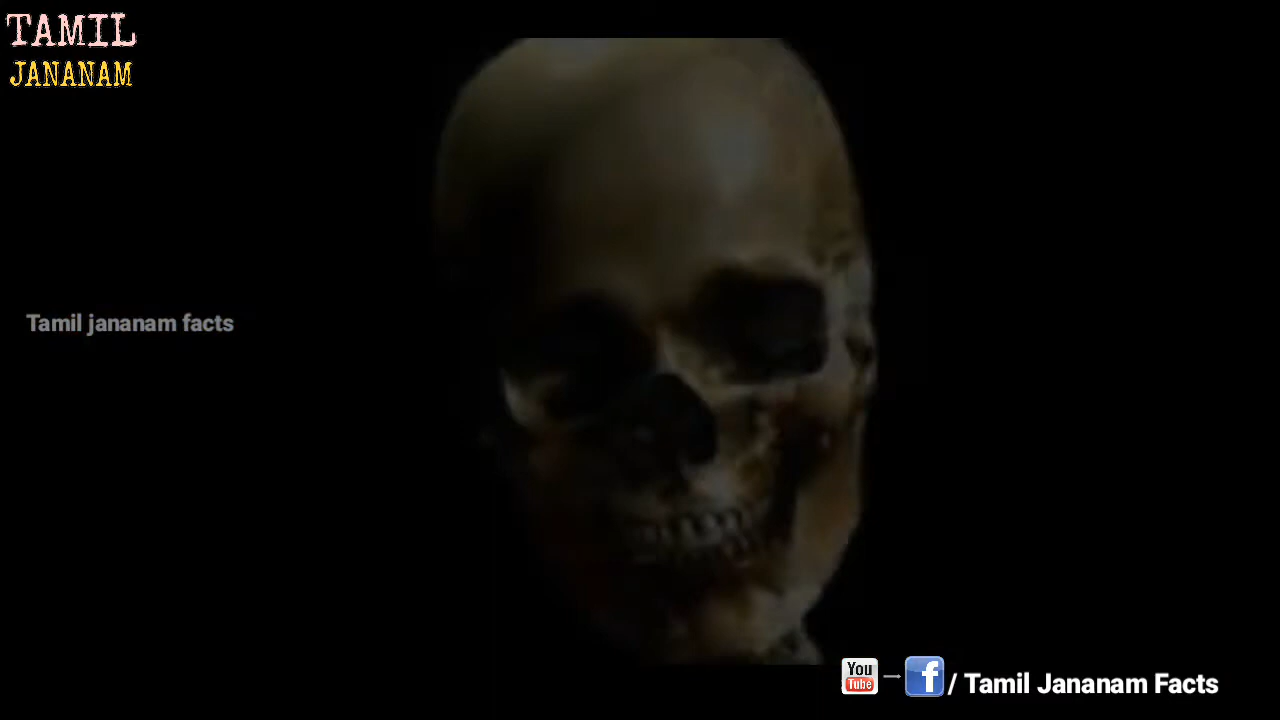 TAMIL
JANANAM
Tamil jananam facts
You
Tube
f / Tamil Jananam Facts